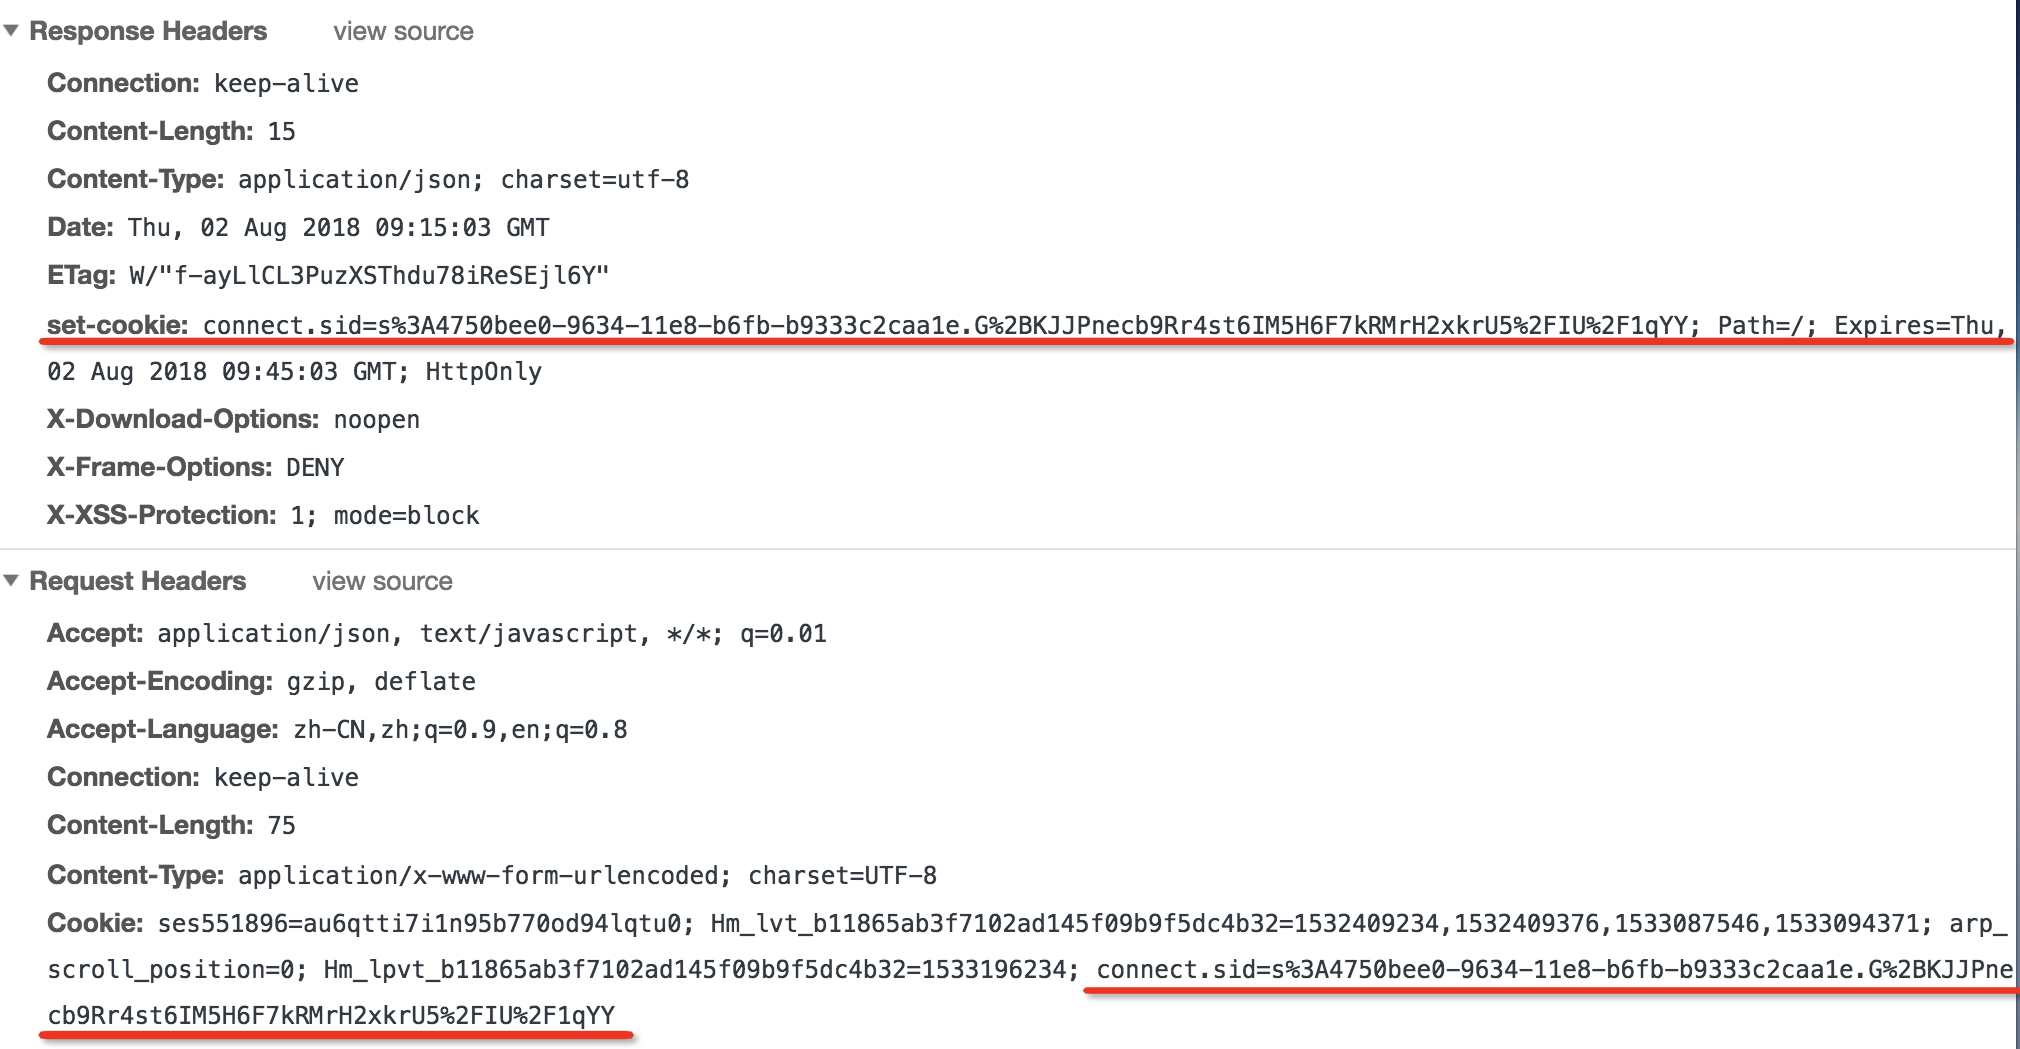 Response Headers view source
Connection: keep-alive
Content-Length: 15
Content-Type: application/json; charset=utf-8
Date: Thu, 02 Aug 2018 09:15:03 GMT
ETag: W/"f-ayLlCL3PuzXSThdu78iReSEjl6Y"
set-cookie: connect.sid=s%3A4750bee0-9634-11e8-b6fb-b9333c2caa1e.G%2BKJJPnecb9Rr4st6IM5H6F7kRMrH2xkrU5%2FIU%2F1qYY; Path=/; Expires=Thu,
02 Aug 2018 09:45:03 GMT; HttpOnly
X-Download-Options: noopen
X-Frame-Options: DENY
X-XSS-Protection: 1; mode=block
Request Headers view source
Accept: application/json, text/javascript, */*; q=0.01
Accept-Encoding: gzip, deflate
Accept-Language: zh-CN,zh;q=0.9,en;q=0.8
Connection: keep-alive
Content-Length: 75
Content-Type: application/x-www-form-urlencoded; charset=UTF-8
Cookie: ses551896=au6qtti7i1n95b770od94lqtu0; Hm_lvt_b11865ab3f7102ad145f09b9f5dc4b32=1532409234,1532409376,1533087546,1533094371; arp_
scroll_position=0; Hm_lpvt_b11865ab3f7102ad145f09b9f5dc4b32=1533196234; connect.sid=s%3A4750bee0-9634-11e8-b6fb-b9333c2caa1e.G%2BKJJPne
cb9Rr4st6IM5H6F7kRMrH2xkrU5%2FIU%2F1qYY